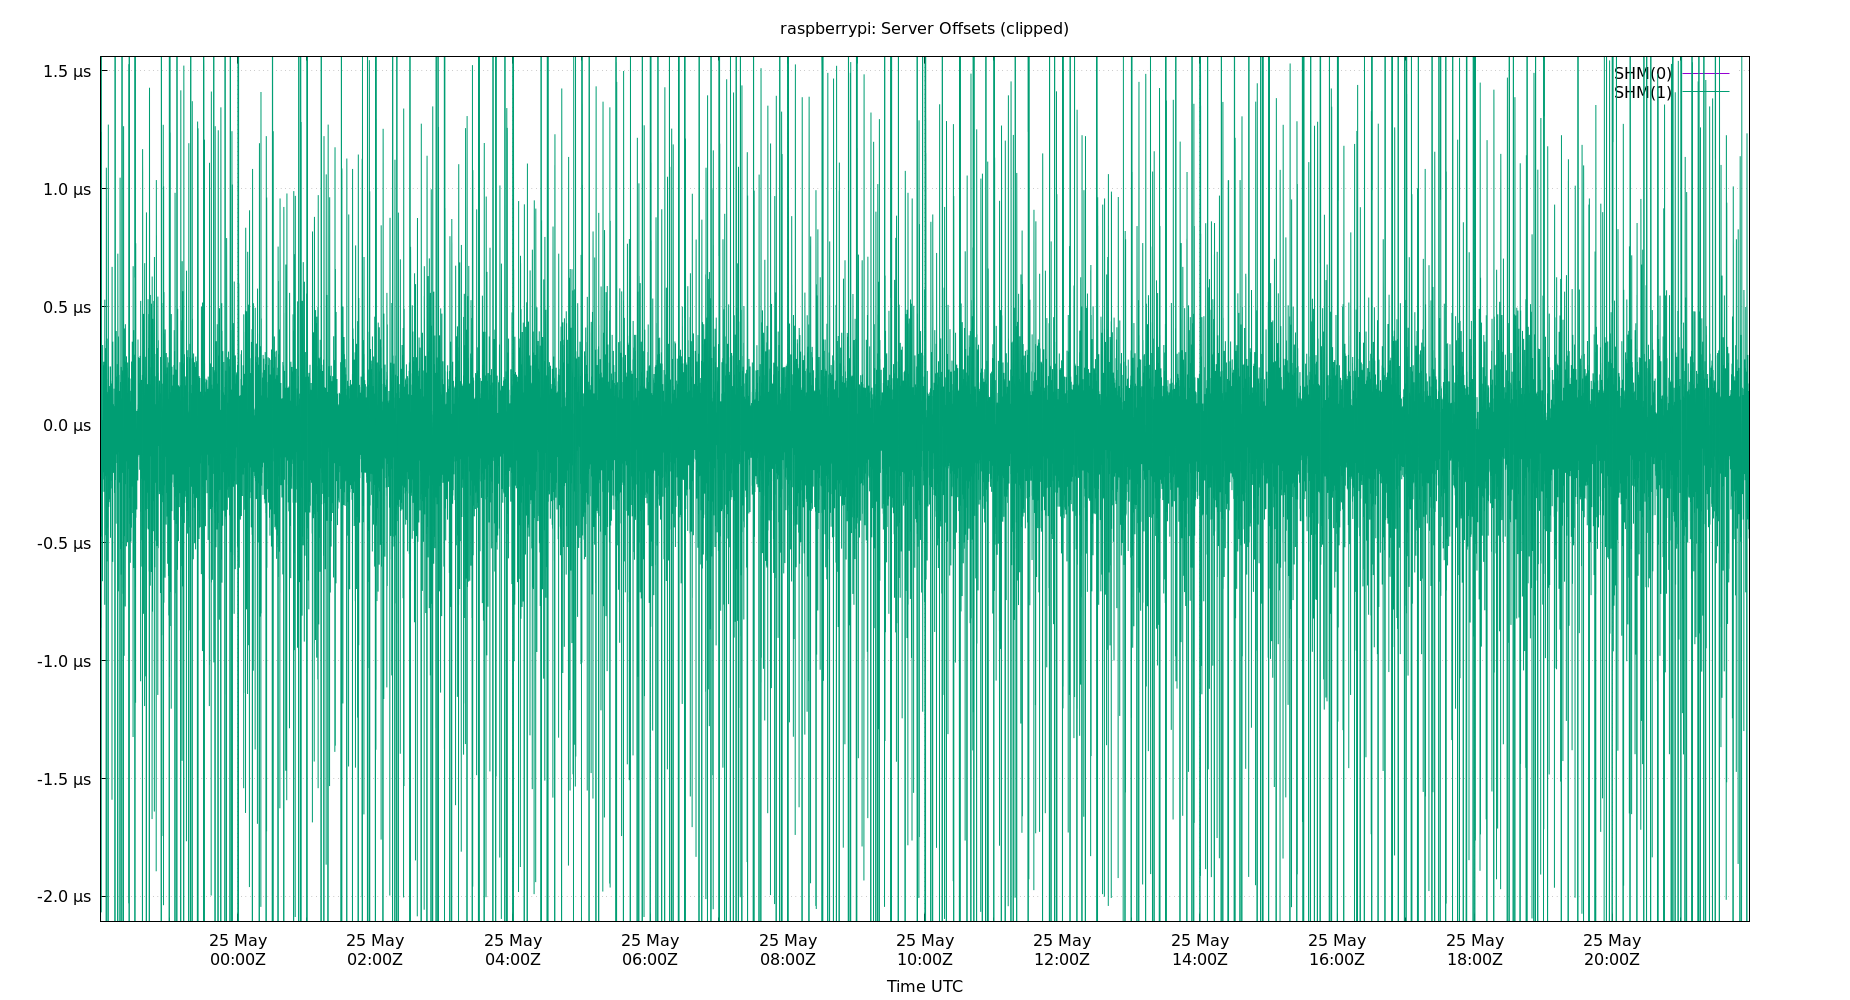 raspberrypi: Server Offsets (clipped)
1.5 µs
1.0 µs
0.5 µs
0.0 µs
-0.5 µs
-1.0 µs
-1.5 µs
-2.0 µs
SHM(0)
SHM(1)
25 May 25 May 25 May 25 May 25 May 25 May 25 May 25 May 25 May 25 May 25 May
00:00Z 02:00Z 04:00Z 06:00Z 08:00Z 10:00Z 12:00Z 14:00Z 16:00Z 18:00Z 20:00Z
Time UTC